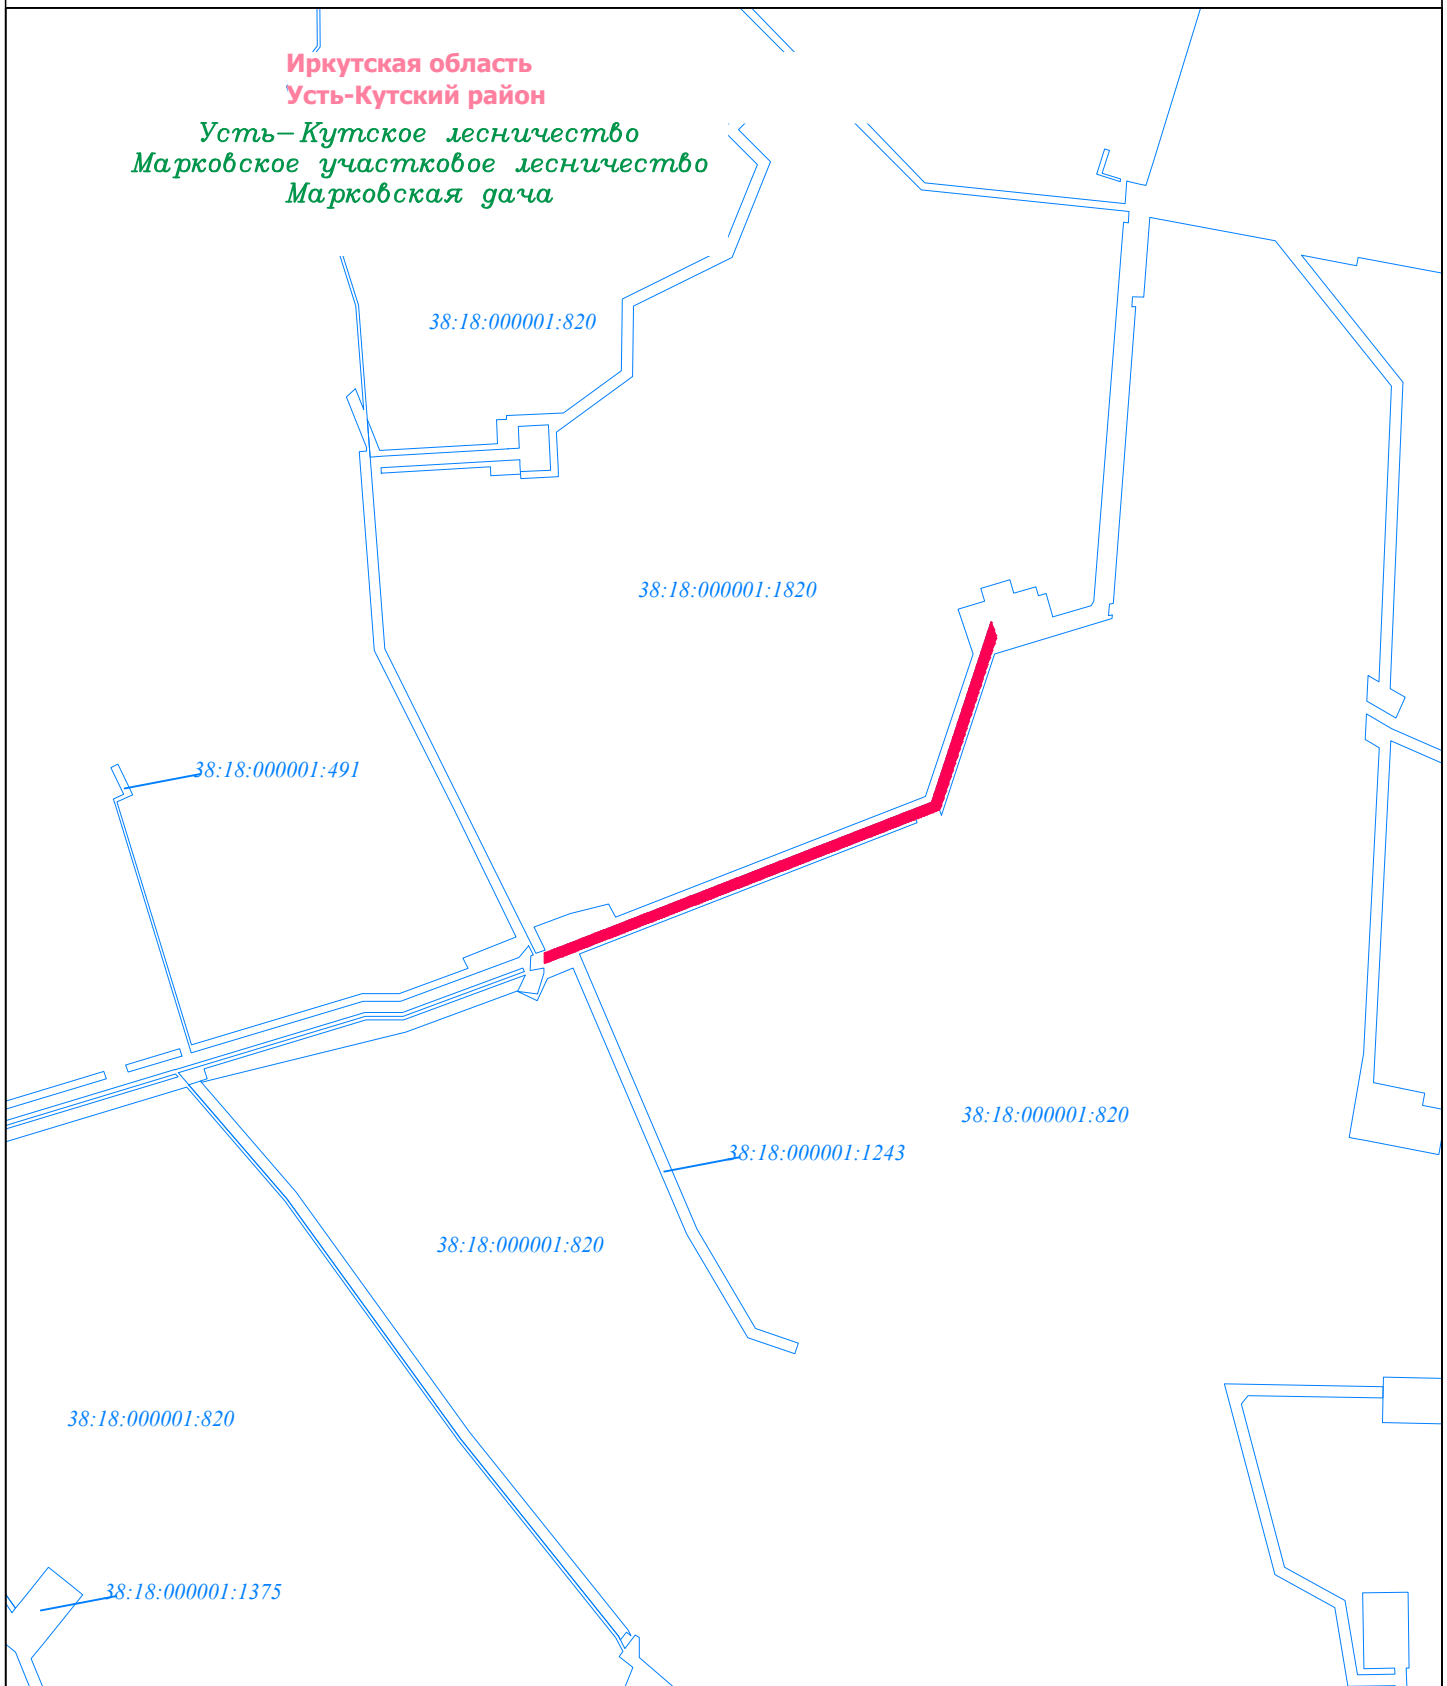 Иркутская область
Усть-Кутский район
Усть-Кутское лесничество
Марковское участковое лесничество
Марковская дача
38:18:000001:820
38:18:000001:1820
38:18:000001:491
38:18:000001:820
38:18:000001:1243
38:18:000001:820
38:18:000001:820
38:18:000001:1375